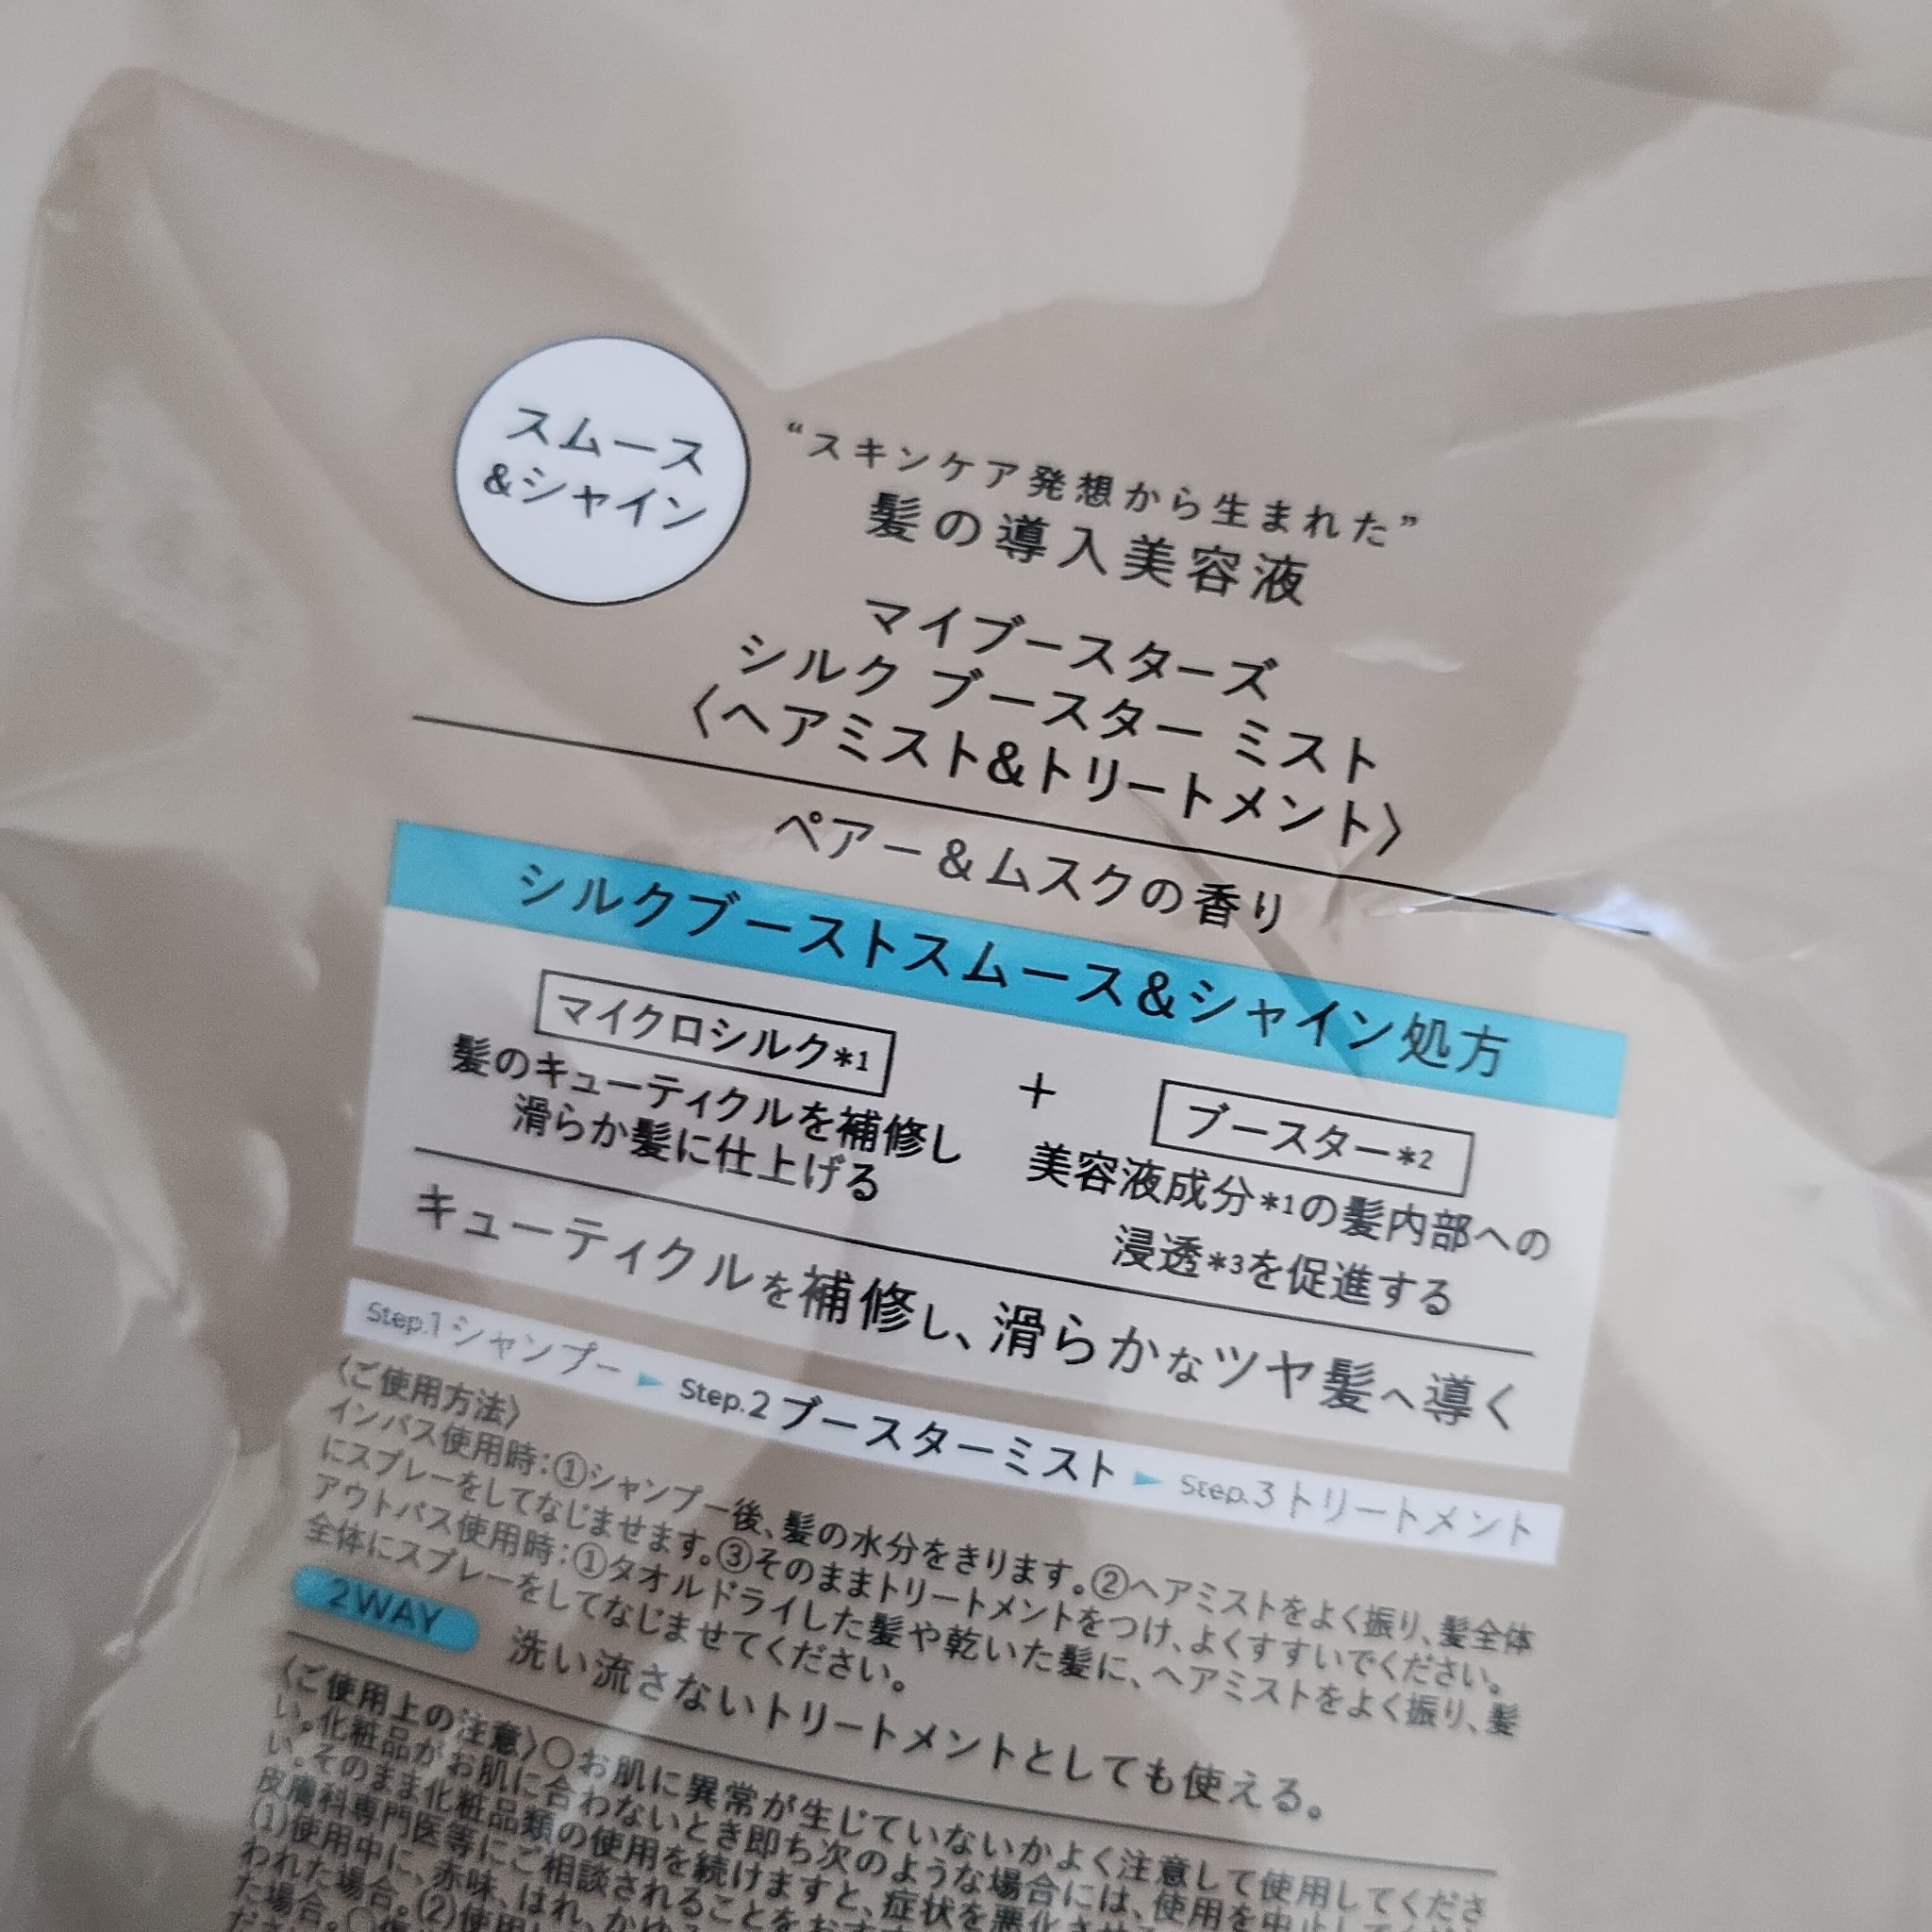 スムース
&シャイン
“スキンケア発想から生まれた”
髪の導入美容液
マイブースターズ
シルク ブースター ミスト
〈ヘアミスト&トリートメント〉
ペアー&ムスクの香り
シルクブーストスムース&シャイン処方
マイクロシルク*1
髪のキューティクルを補修し
滑らか髪に仕上げる
+
ブースター*2
美容液成分*1の髪内部への
浸透*3を促進する
キューティクルを補修し、滑らかなツヤ髪へ導く
Step.1 シャンプー ▶ Step.2 ブースターミスト ▶ Step.3 トリートメント
〈ご使用方法〉
インバス使用時：①シャンプー後、髪の水分をきります。②ヘアミストをよく振り、髪全体
にスプレーをしてなじませます。③そのままトリートメントをつけ、よくすすいでください。
アウトバス使用時：①タオルドライした髪や乾いた髪に、ヘアミストをよく振り、髪
全体にスプレーをしてなじませてください。
2WAY 洗い流さないトリートメントとしても使える。
〈ご使用上の注意〉○お肌に異常が生じていないかよく注意して使用してくださ
い。化粧品がお肌に合わないとき即ち次のような場合には、使用を中止してくださ
い。そのまま化粧品類の使用を続けますと、症状を悪化させる
皮膚科専門医等にご相談されることを
(1)使用中に、赤味、はれ、かゆ
われた場合。(2)使用
た場合。